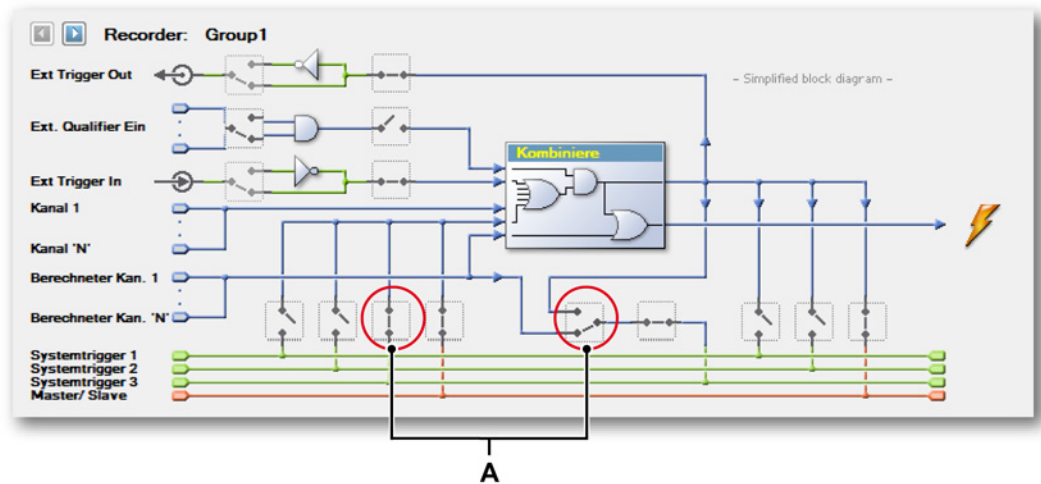 Recorder: Group1
Ext Trigger Out
- Simplified block diagram -
Ext. Qualifier Ein
Kombiniere
Ext Trigger In
Kanal 1
Kanal 'N'
Berechneter Kan. 1
Berechneter Kan. 'N'
Systemtrigger 1
Systemtrigger 2
Systemtrigger 3
Master/ Slave
A